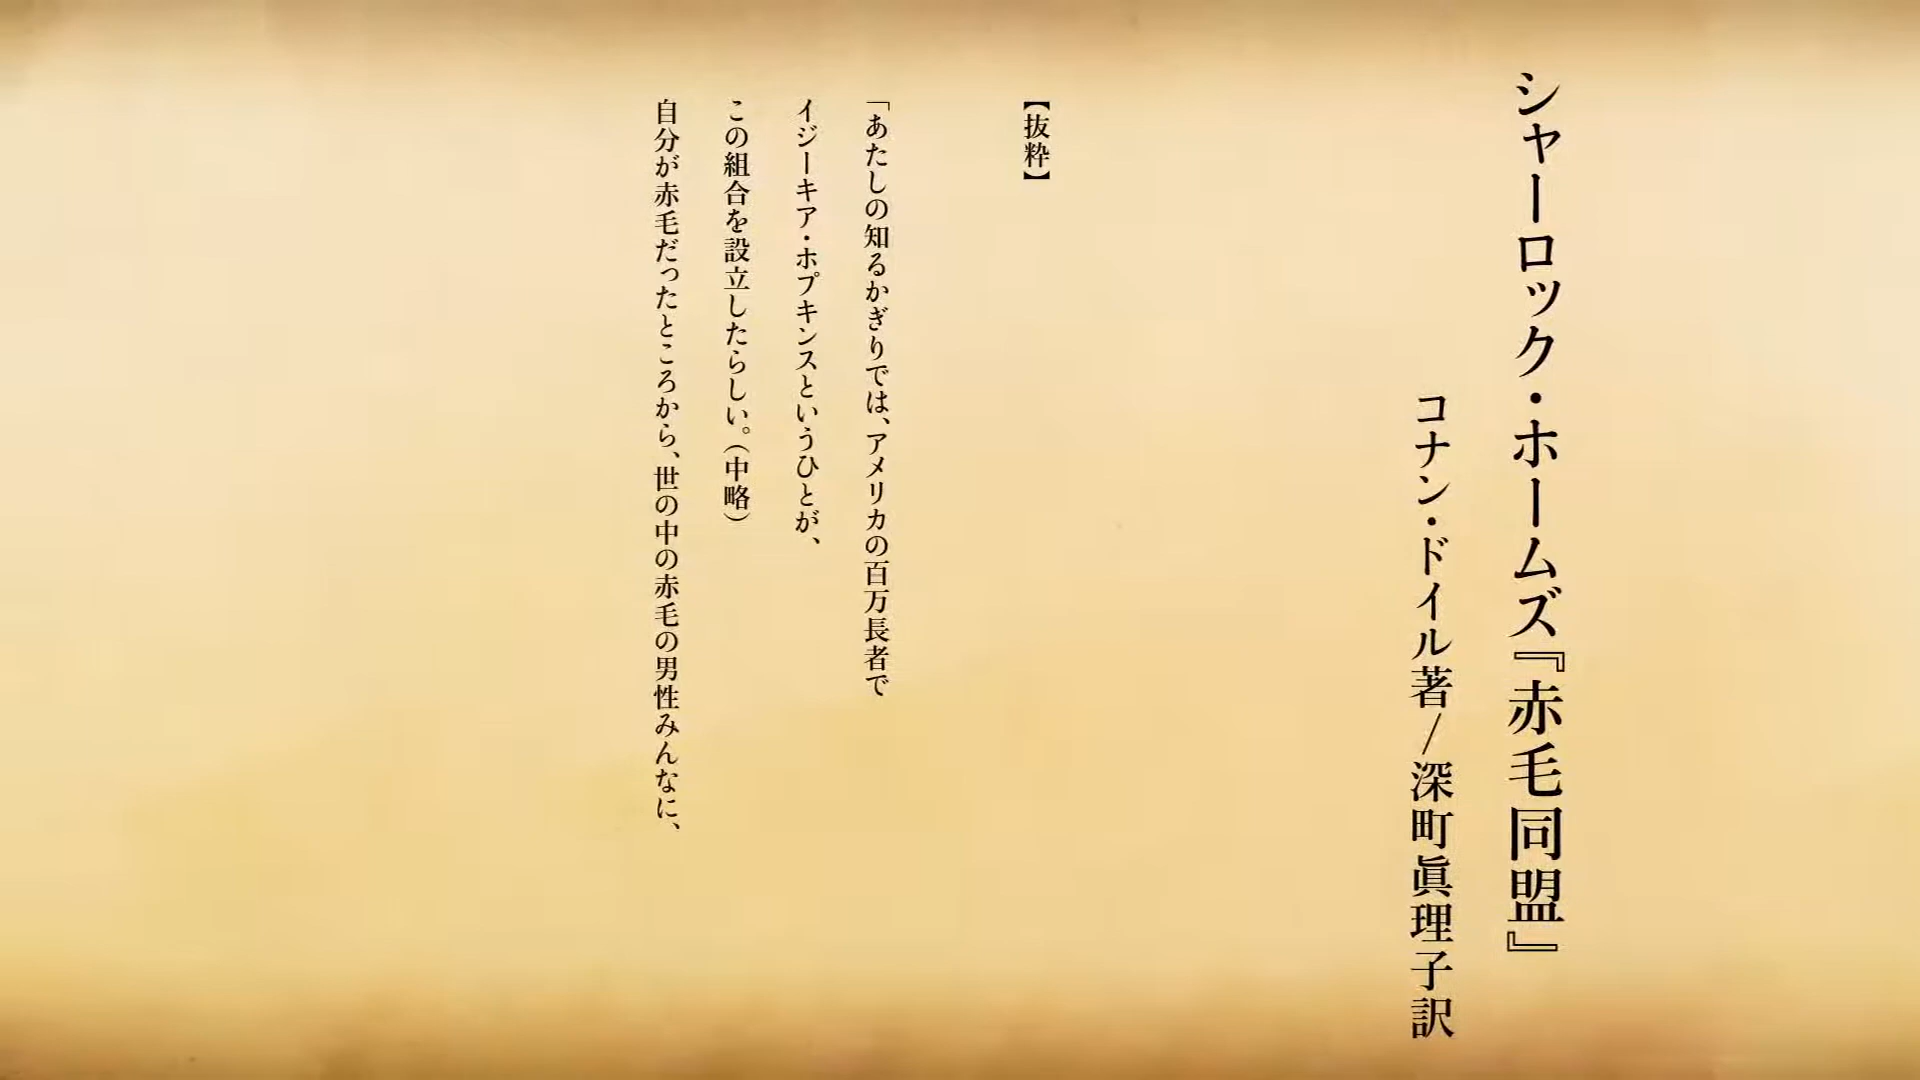 シャーロック・ホームズ『赤毛同盟』
コナン・ドイル著/深町眞理子訳
【抜粋】
「あたしの知るかぎりでは、アメリカの百万長者で
イジーキア・ホプキンスというひとが、
この組合を設立したらしい。(中略)
自分が赤毛だったところから、世の中の赤毛の男性みんなに、